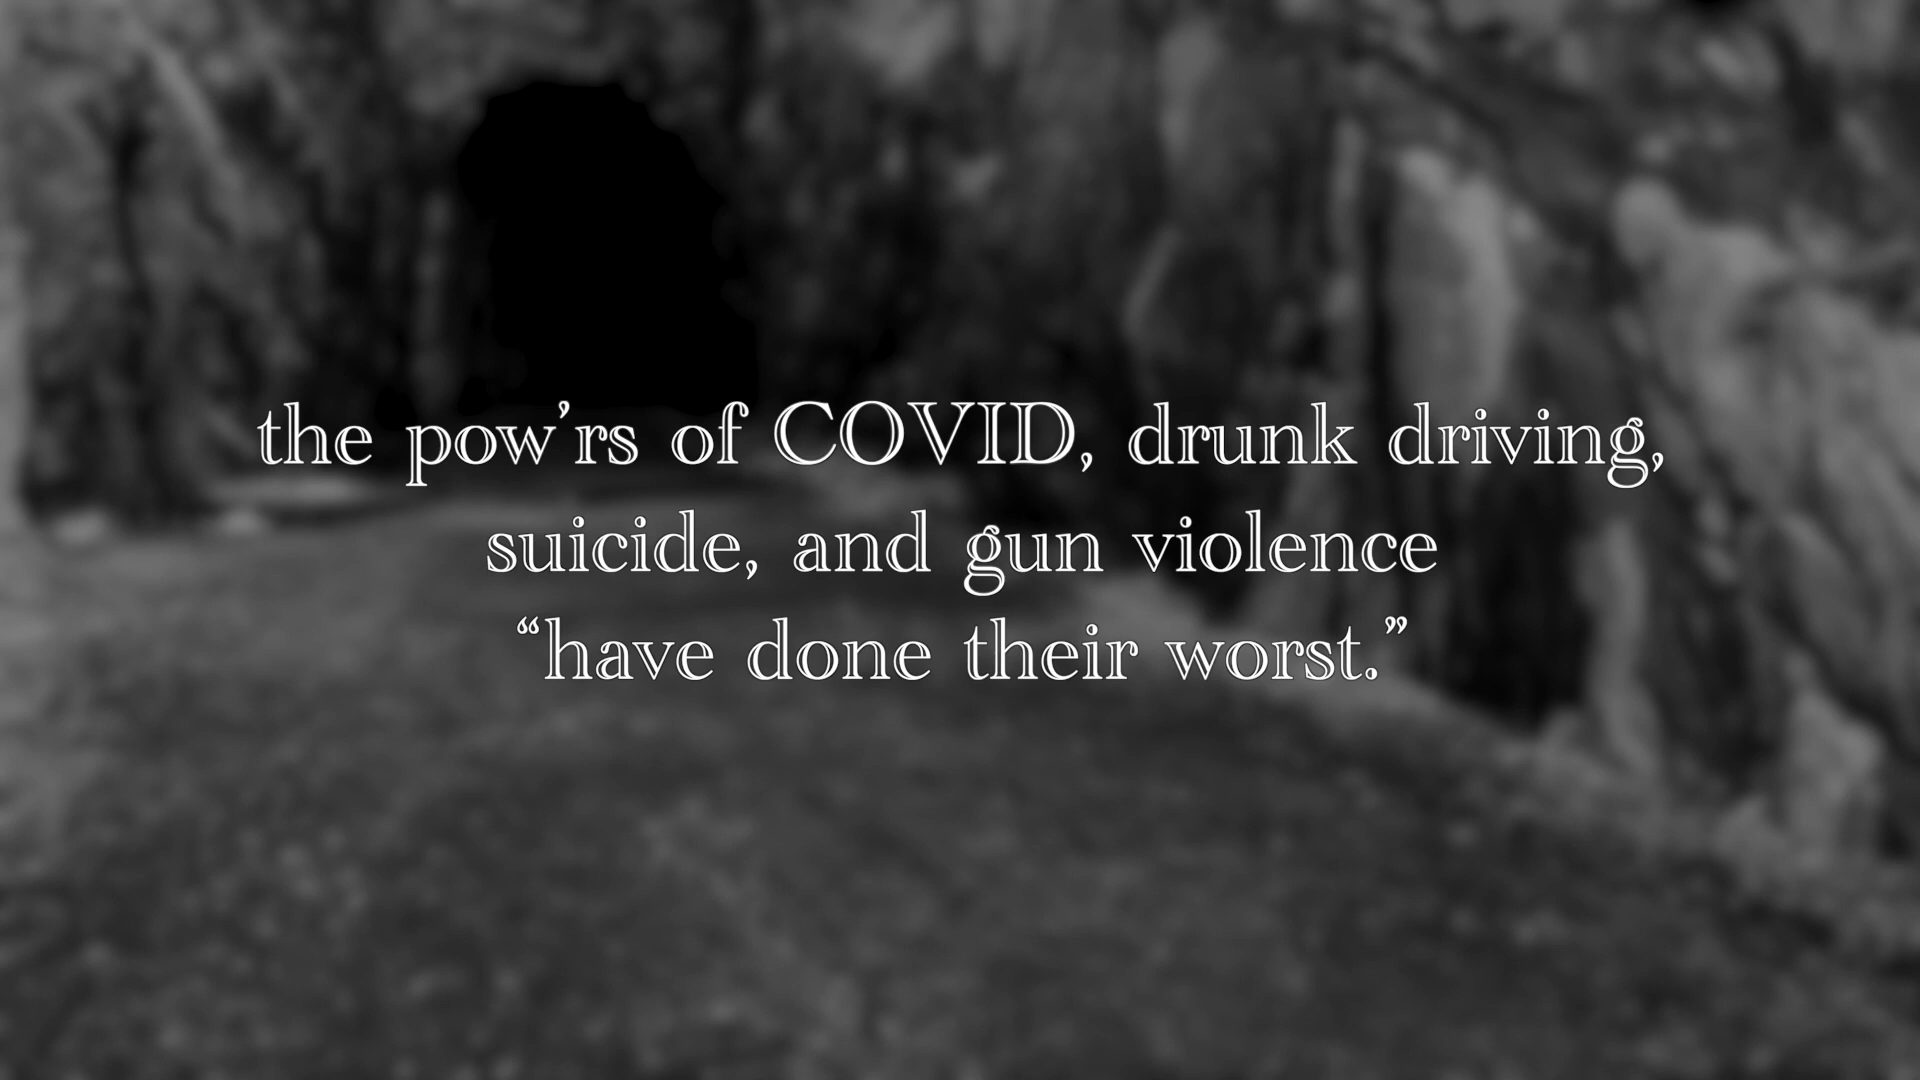 the pow’rs of COVID, drunk driving,
suicide, and gun violence
“have done their worst.”